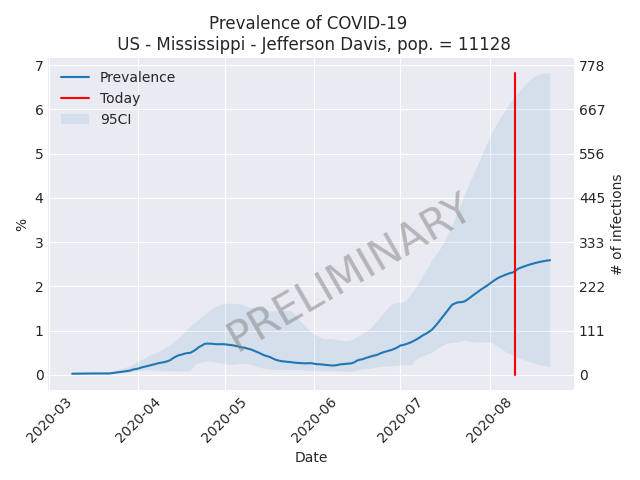 Prevalence of COVID-19
US - Mississippi - Jefferson Davis, pop. = 11128
Prevalence
Today
95CI
7
6
5
4
3
2
1
0
%
778
667
556
445
333
222
111
0
# of infections
PRELIMINARY
2020-03
2020-04
2020-05
2020-06
2020-07
2020-08
Date